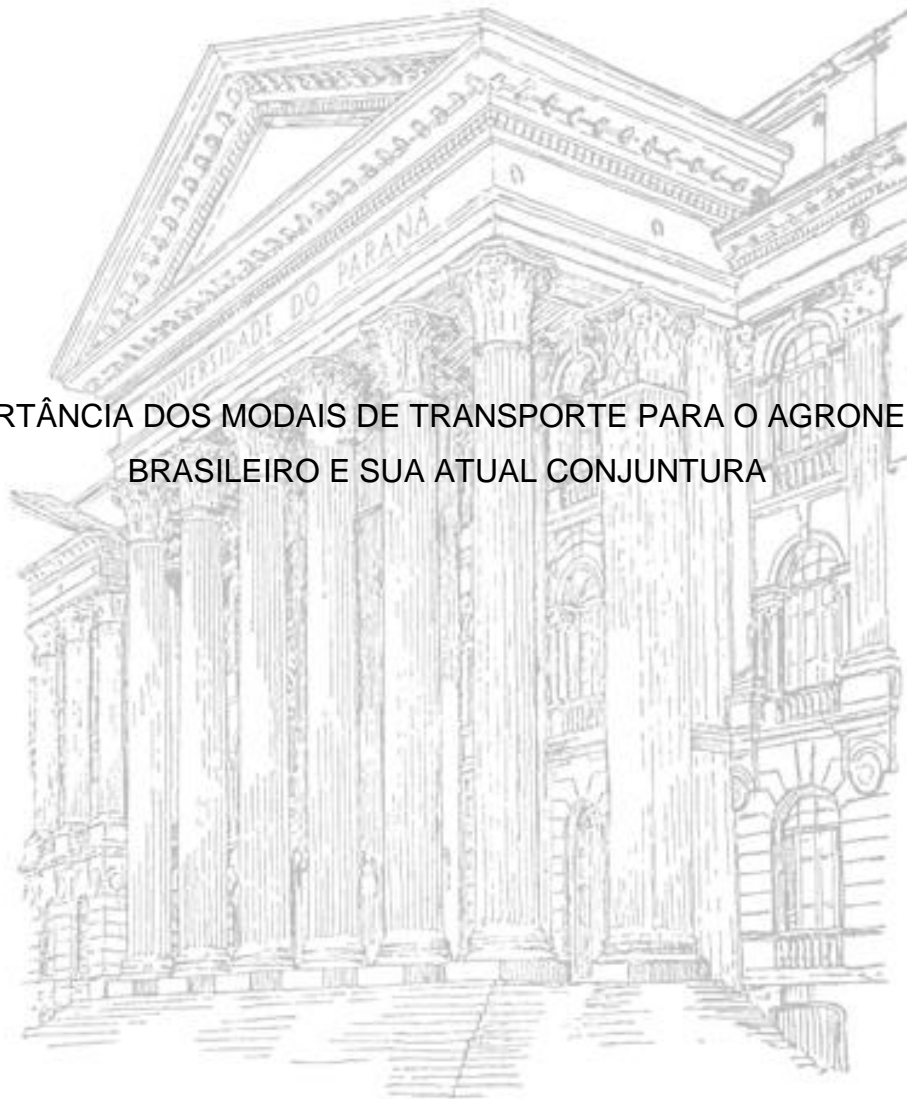 UNIVERSIDADE DO PARANÁ
RTÂNCIA DOS MODAIS DE TRANSPORTE PARA O AGRONE
BRASILEIRO E SUA ATUAL CONJUNTURA